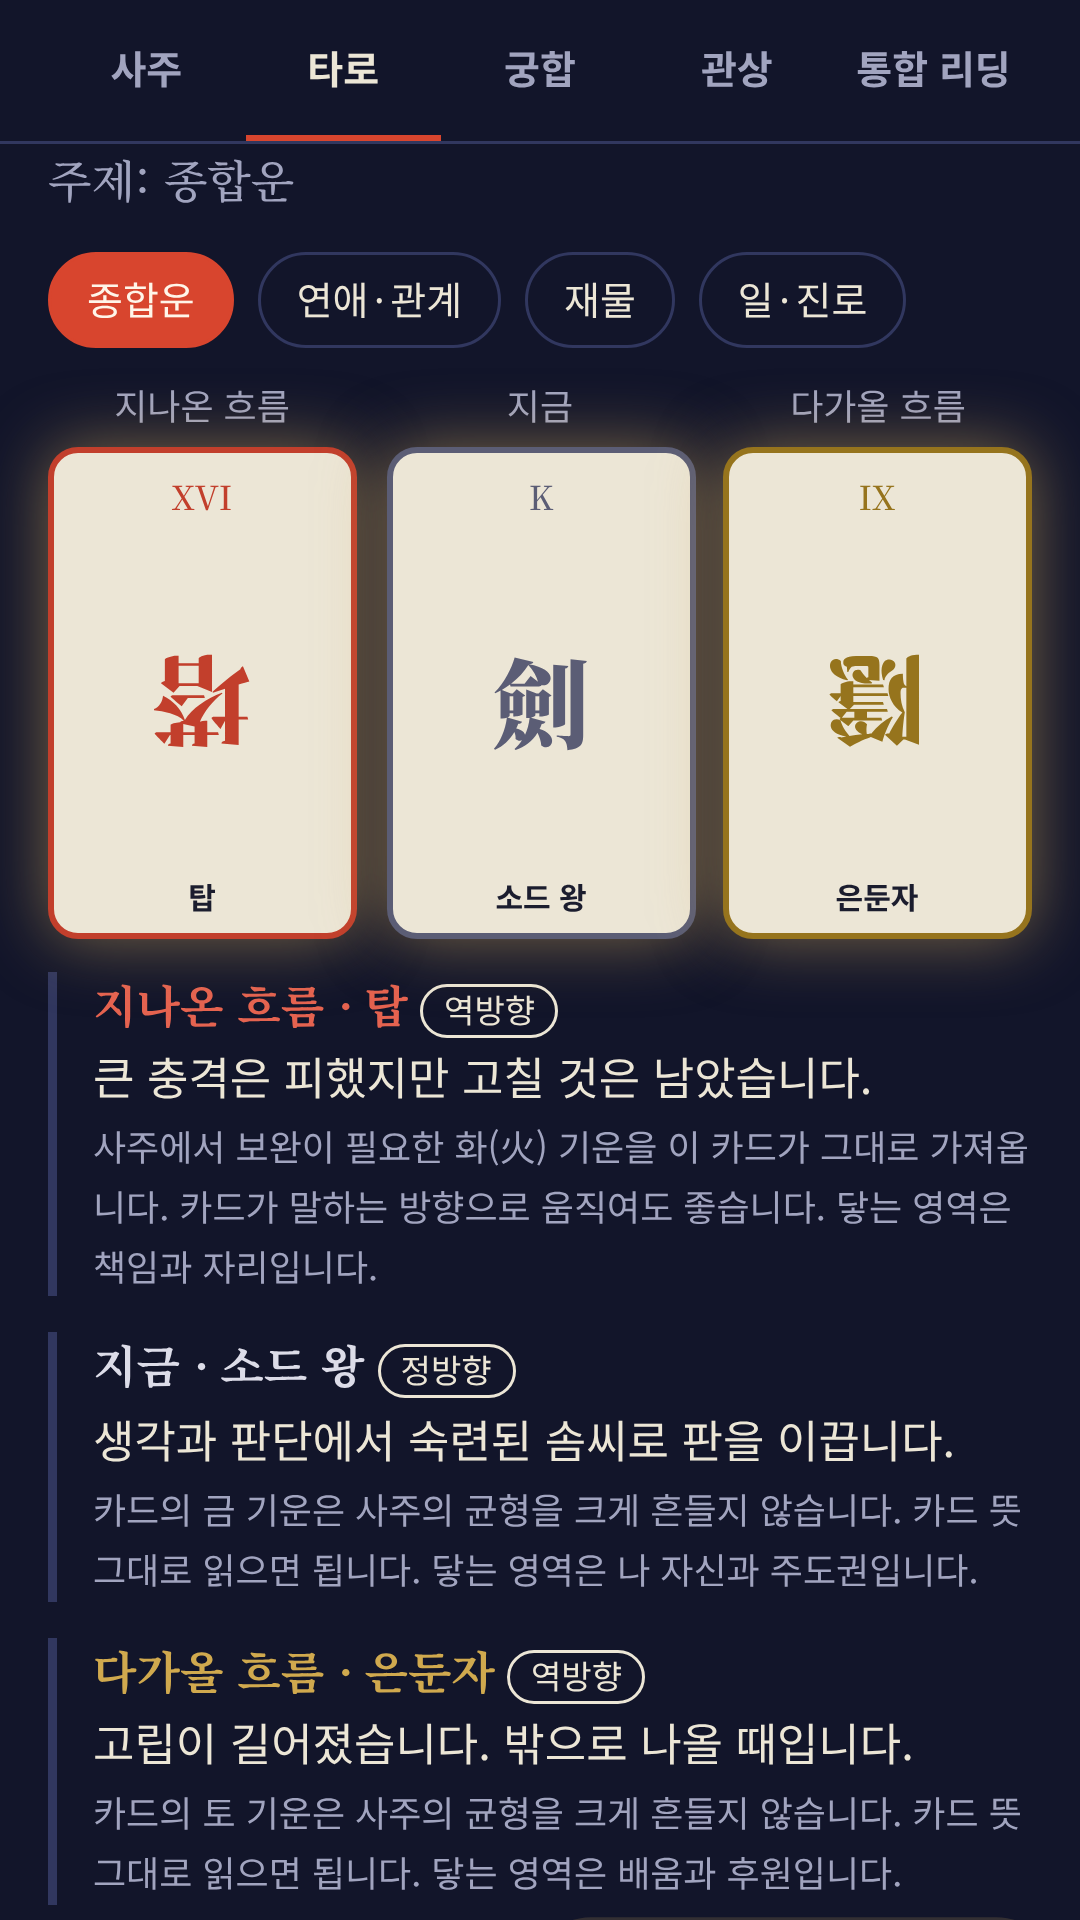 사주 타로 궁합 관상 통합 리딩
주제: 종합운
종합운 연애·관계 재물 일·진로
지나온 흐름 지금 다가올 흐름
XVI K IX
塔 劍 隱
탑 소드 왕 은둔자
지나온 흐름 · 탑 역방향
큰 충격은 피했지만 고칠 것은 남았습니다.
사주에서 보완이 필요한 화(火) 기운을 이 카드가 그대로 가져옵
니다. 카드가 말하는 방향으로 움직여도 좋습니다. 닿는 영역은
책임과 자리입니다.
지금 · 소드 왕 정방향
생각과 판단에서 숙련된 솜씨로 판을 이끕니다.
카드의 금 기운은 사주의 균형을 크게 흔들지 않습니다. 카드 뜻
그대로 읽으면 됩니다. 닿는 영역은 나 자신과 주도권입니다.
다가올 흐름 · 은둔자 역방향
고립이 길어졌습니다. 밖으로 나올 때입니다.
카드의 토 기운은 사주의 균형을 크게 흔들지 않습니다. 카드 뜻
그대로 읽으면 됩니다. 닿는 영역은 배움과 후원입니다.